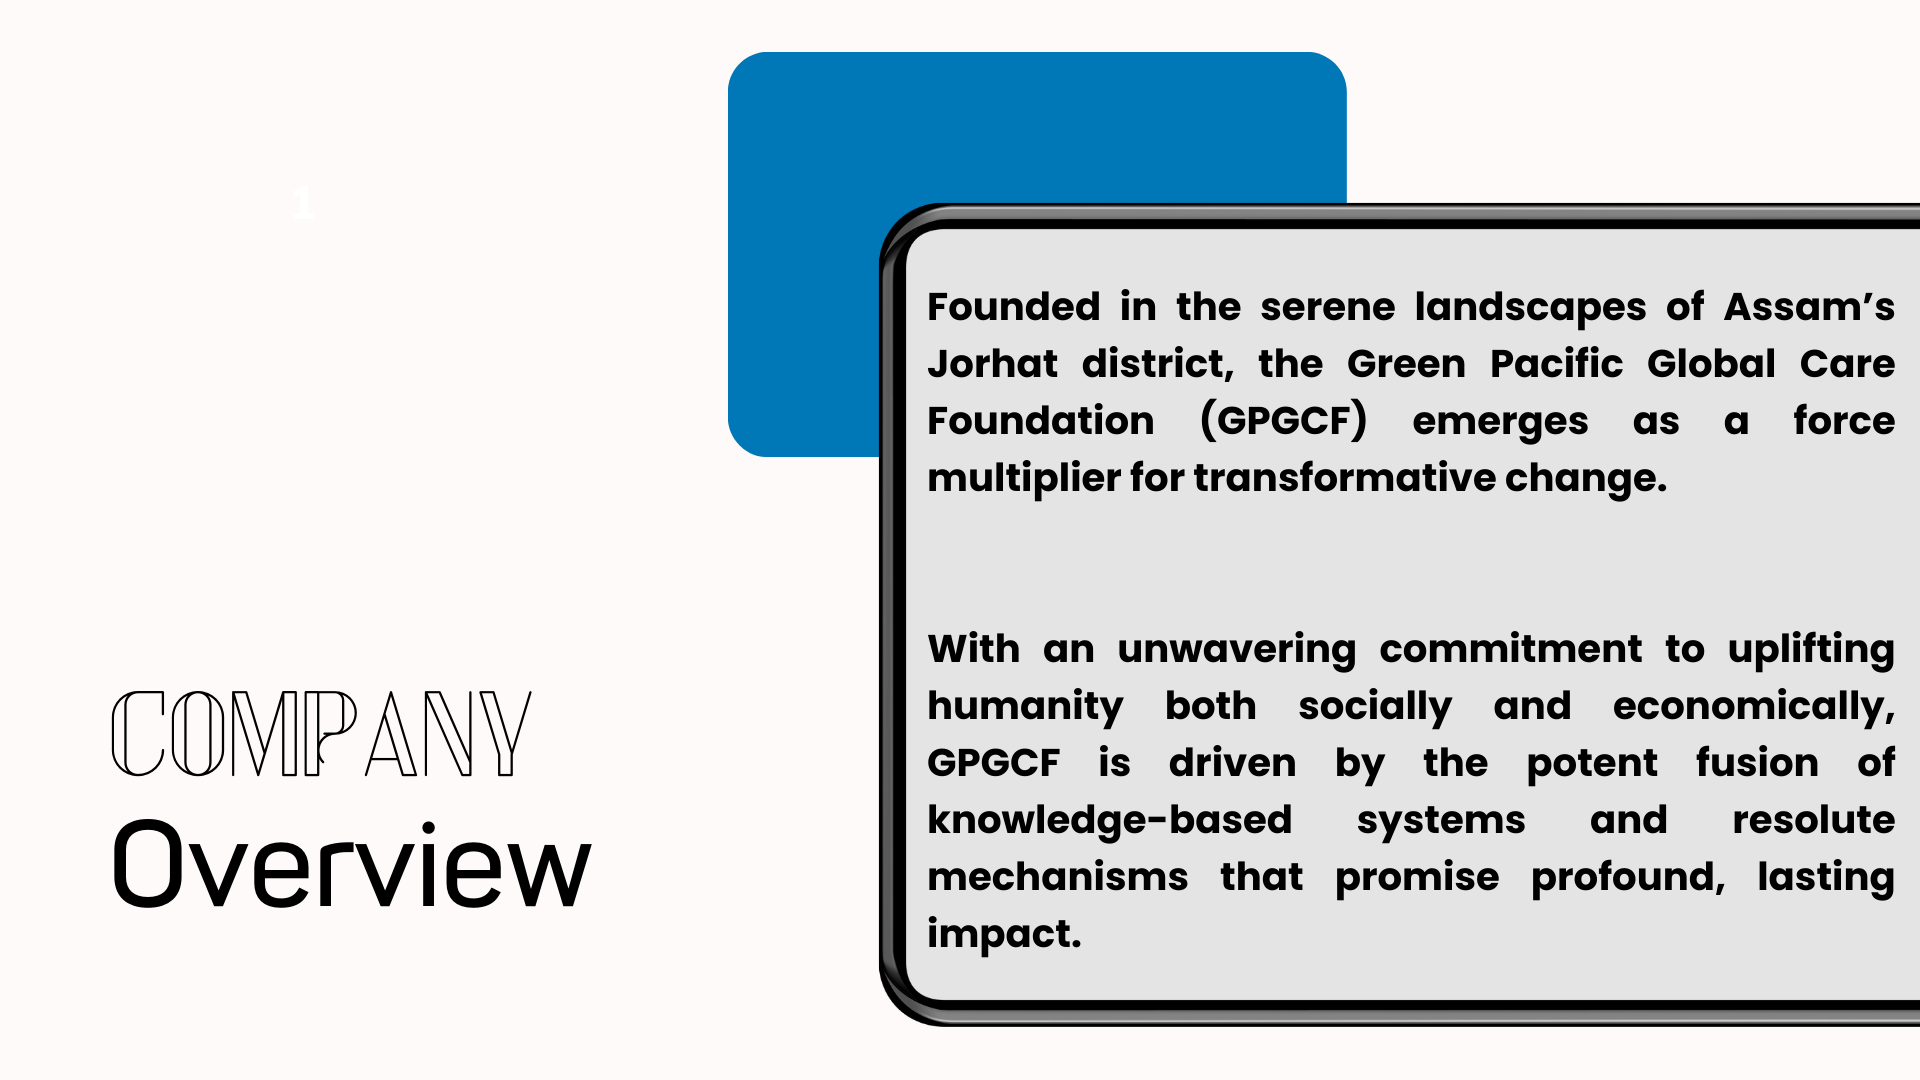 1
COMPANY
Overview
Founded in the serene landscapes of Assam’s
Jorhat district, the Green Pacific Global Care
Foundation (GPGCF) emerges as a force
multiplier for transformative change.
With an unwavering commitment to uplifting
humanity both socially and economically,
GPGCF is driven by the potent fusion of
knowledge-based systems and resolute
mechanisms that promise profound, lasting
impact.